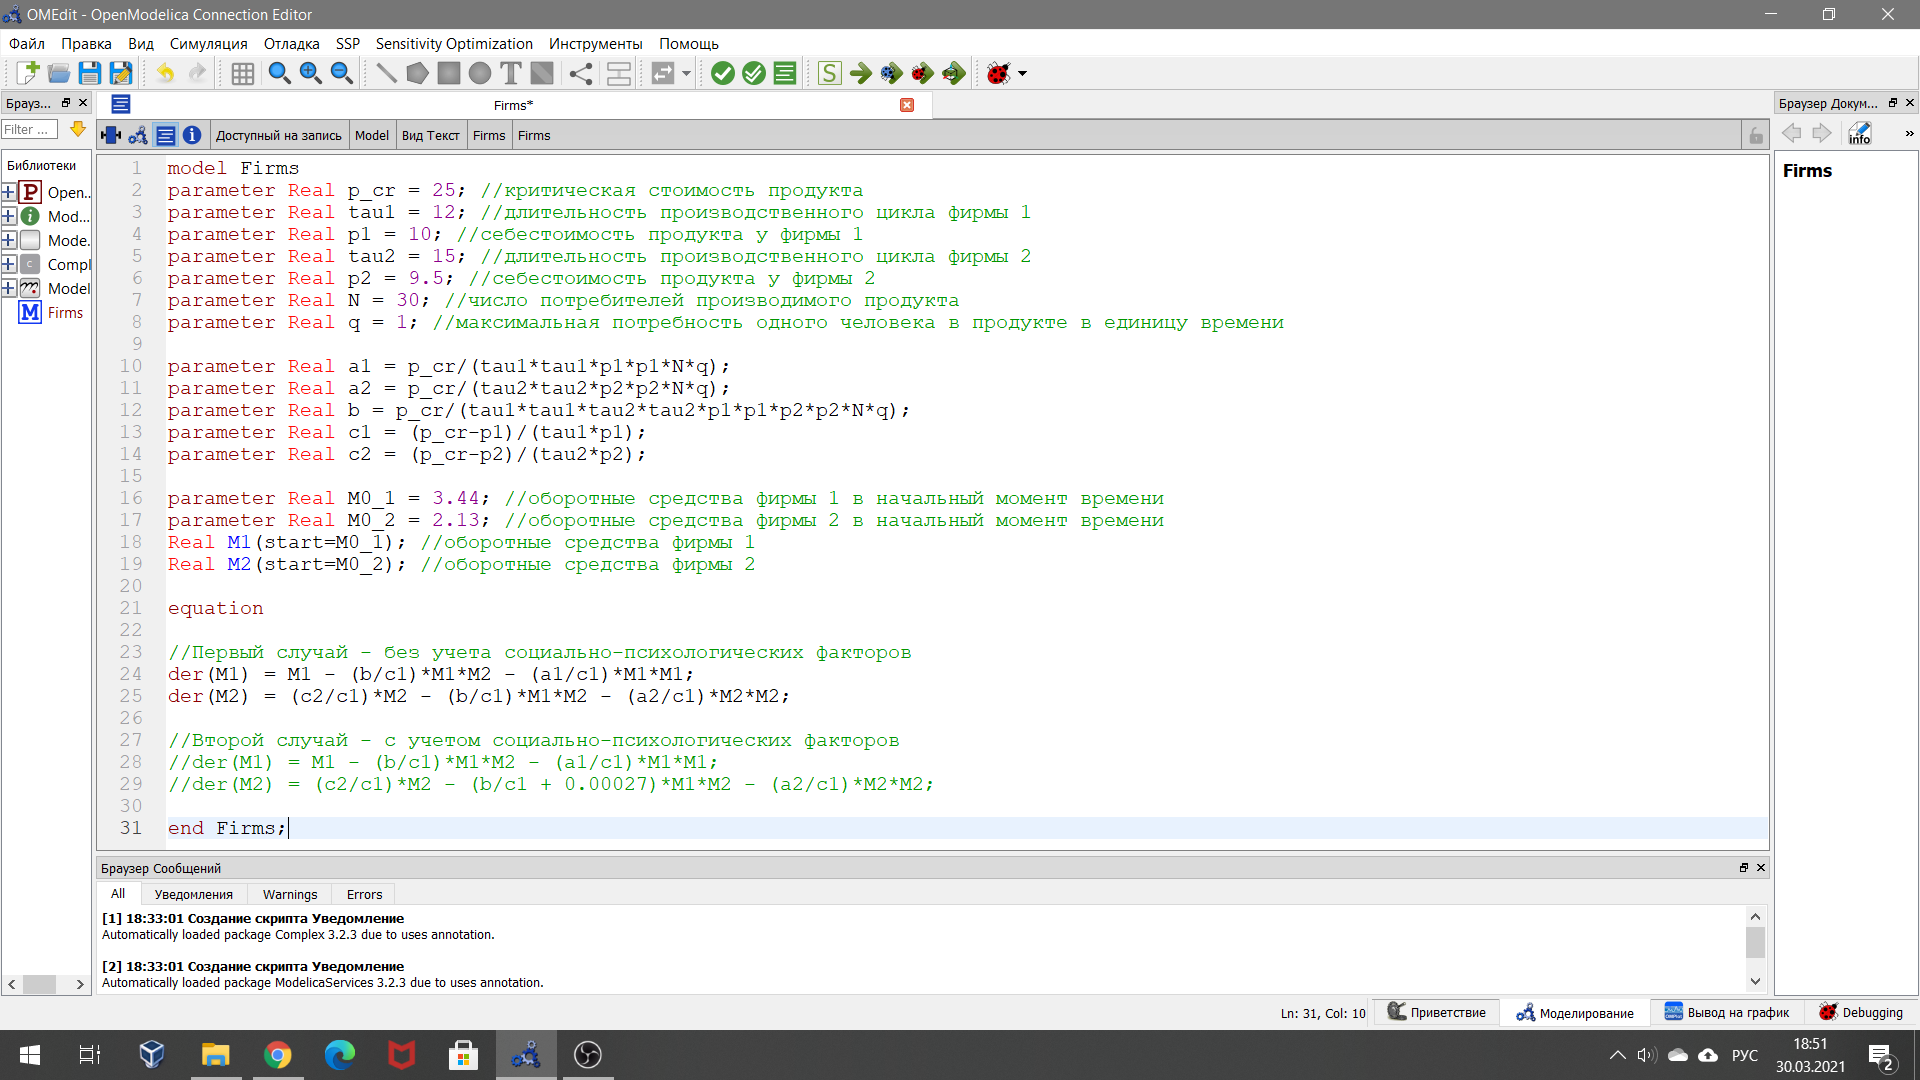 OMEdit - OpenModelica Connection Editor
Файл Правка Вид Симуляция Отладка SSP Sensitivity Optimization Инструменты Помощь
Брауз...
Firms*
Браузер Докум...
Filter ...
Доступный на запись Model Вид Текст Firms Firms
info
»
Библиотеки
P Open..
Mod...
Mode.
Compl
Model
M Firms
Firms
1 model Firms
2 parameter Real p_cr = 25; //критическая стоимость продукта
3 parameter Real tau1 = 12; //длительность производственного цикла фирмы 1
4 parameter Real p1 = 10; //себестоимость продукта у фирмы 1
5 parameter Real tau2 = 15; //длительность производственного цикла фирмы 2
6 parameter Real p2 = 9.5; //себестоимость продукта у фирмы 2
7 parameter Real N = 30; //число потребителей производимого продукта
8 parameter Real q = 1; //максимальная потребность одного человека в продукте в единицу времени
9
10 parameter Real a1 = p_cr/(tau1*tau1*p1*p1*N*q);
11 parameter Real a2 = p_cr/(tau2*tau2*p2*p2*N*q);
12 parameter Real b = p_cr/(tau1*tau1*tau2*tau2*p1*p1*p2*p2*N*q);
13 parameter Real c1 = (p_cr-p1)/(tau1*p1);
14 parameter Real c2 = (p_cr-p2)/(tau2*p2);
15
16 parameter Real M0_1 = 3.44; //оборотные средства фирмы 1 в начальный момент времени
17 parameter Real M0_2 = 2.13; //оборотные средства фирмы 2 в начальный момент времени
18 Real M1(start=M0_1); //оборотные средства фирмы 1
19 Real M2(start=M0_2); //оборотные средства фирмы 2
20
21 equation
22
23 //Первый случай - без учета социально-психологических факторов
24 der(M1) = M1 - (b/c1)*M1*M2 - (a1/c1)*M1*M1;
25 der(M2) = (c2/c1)*M2 - (b/c1)*M1*M2 - (a2/c1)*M2*M2;
26
27 //Второй случай - с учетом социально-психологических факторов
28 //der(M1) = M1 - (b/c1)*M1*M2 - (a1/c1)*M1*M1;
29 //der(M2) = (c2/c1)*M2 - (b/c1 + 0.00027)*M1*M2 - (a2/c1)*M2*M2;
30
31 end Firms;
Браузер Сообщений
All Уведомления Warnings Errors
[1] 18:33:01 Создание скрипта Уведомление
Automatically loaded package Complex 3.2.3 due to uses annotation.
[2] 18:33:01 Создание скрипта Уведомление
Automatically loaded package ModelicaServices 3.2.3 due to uses annotation.
Ln: 31, Col: 10 Приветствие Моделирование Вывод на график Debugging
РУС
18:51
30.03.2021
2